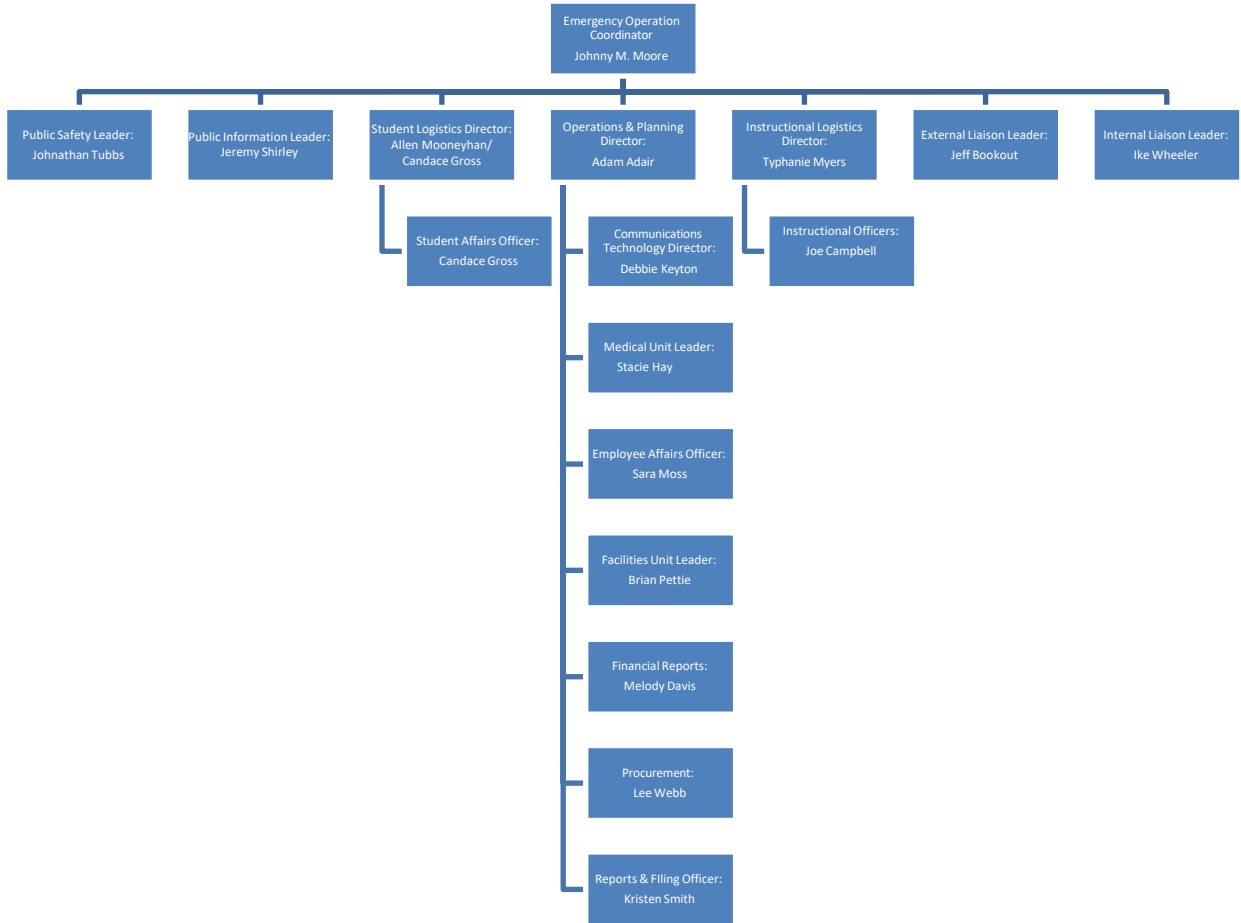 Emergency Operation
Coordinator
Johnny M. Moore
Public Safety Leader:
Johnathan Tubbs
Public Information Leader:
Jeremy Shirley
Student Logistics Director:
Allen Mooneyhan/
Candace Gross
Operations & Planning
Director:
Adam Adair
Instructional Logistics
Director:
Typhanie Myers
External Liaison Leader:
Jeff Bookout
Internal Liaison Leader:
Ike Wheeler
Student Affairs Officer:
Candace Gross
Communications
Technology Director:
Debbie Keyton
Instructional Officers:
Joe Campbell
Medical Unit Leader:
Stacie Hay
Employee Affairs Officer:
Sara Moss
Facilities Unit Leader:
Brian Pettie
Financial Reports:
Melody Davis
Procurement:
Lee Webb
Reports & FIling Officer:
Kristen Smith